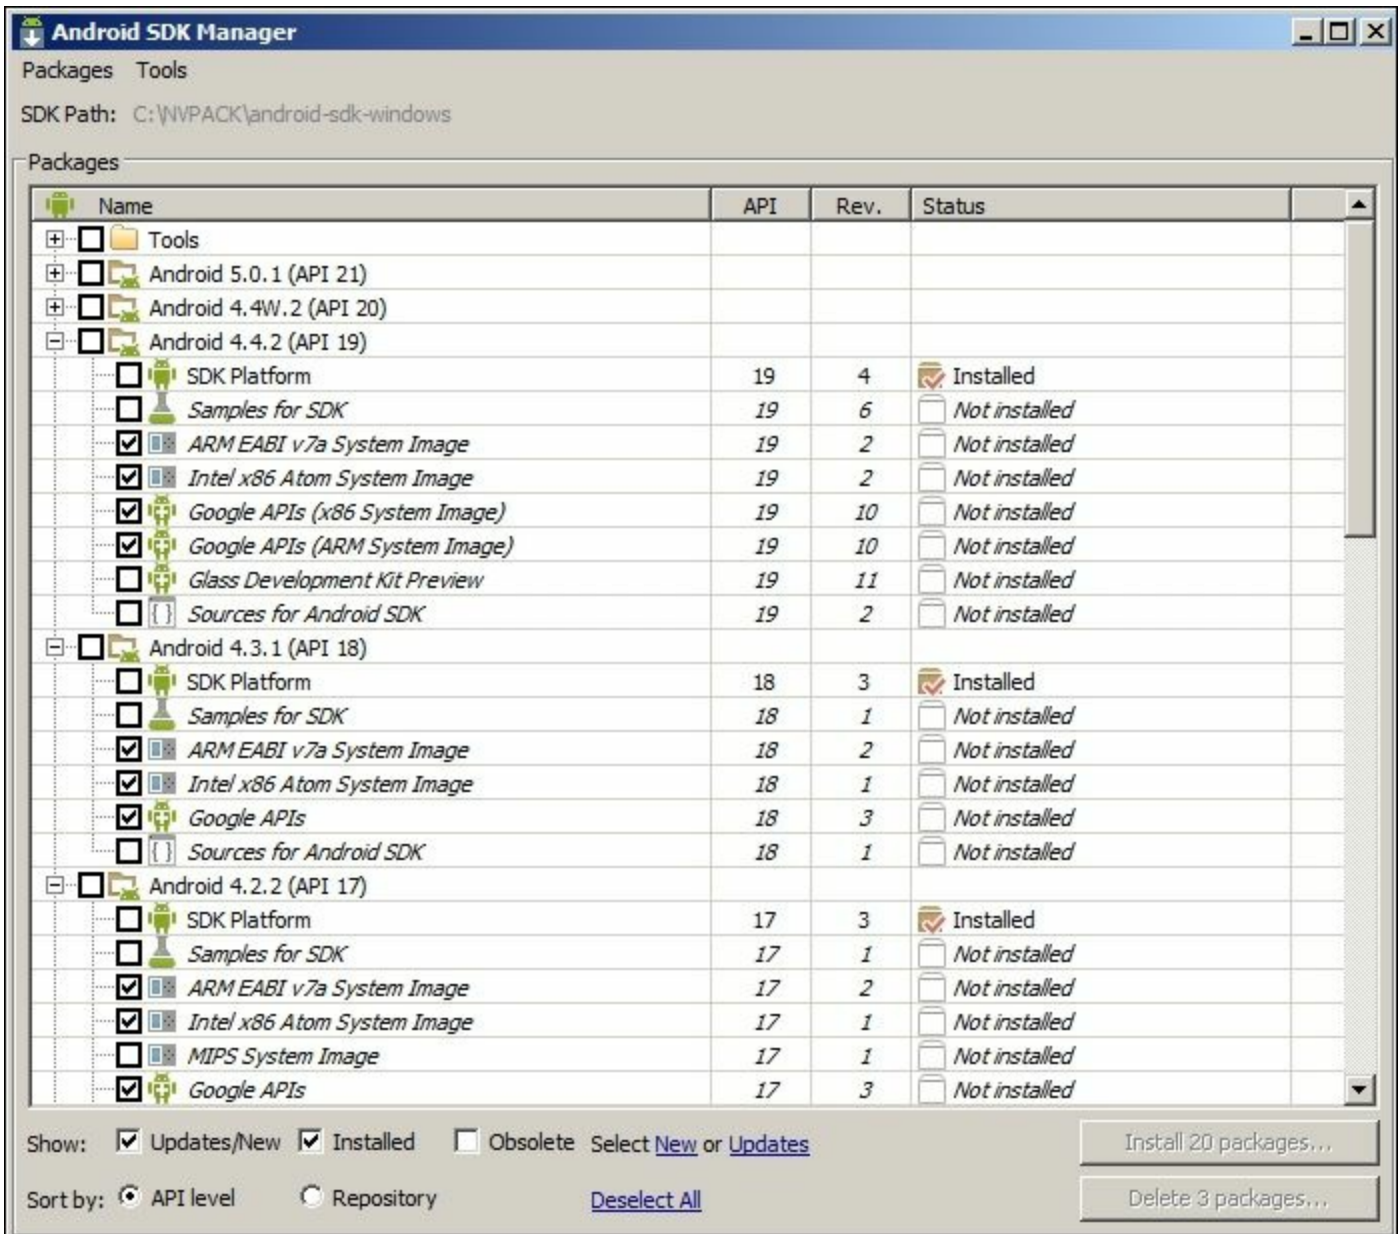 Android SDK Manager
Packages Tools
SDK Path: C:\NVPACK\android-sdk-windows
Packages
Name API Rev. Status
Tools
Android 5.0.1 (API 21)
Android 4.4W.2 (API 20)
Android 4.4.2 (API 19)
SDK Platform 19 4 Installed
Samples for SDK 19 6 Not installed
ARM EABI v7a System Image 19 2 Not installed
Intel x86 Atom System Image 19 2 Not installed
Google APIs (x86 System Image) 19 10 Not installed
Google APIs (ARM System Image) 19 10 Not installed
Glass Development Kit Preview 19 11 Not installed
Sources for Android SDK 19 2 Not installed
Android 4.3.1 (API 18)
SDK Platform 18 3 Installed
Samples for SDK 18 1 Not installed
ARM EABI v7a System Image 18 2 Not installed
Intel x86 Atom System Image 18 1 Not installed
Google APIs 18 3 Not installed
Sources for Android SDK 18 1 Not installed
Android 4.2.2 (API 17)
SDK Platform 17 3 Installed
Samples for SDK 17 1 Not installed
ARM EABI v7a System Image 17 2 Not installed
Intel x86 Atom System Image 17 1 Not installed
MIPS System Image 17 1 Not installed
Google APIs 17 3 Not installed
Show: Updates/New Installed Obsolete Select New or Updates Install 20 packages...
Sort by: API level Repository Deselect All Delete 3 packages...